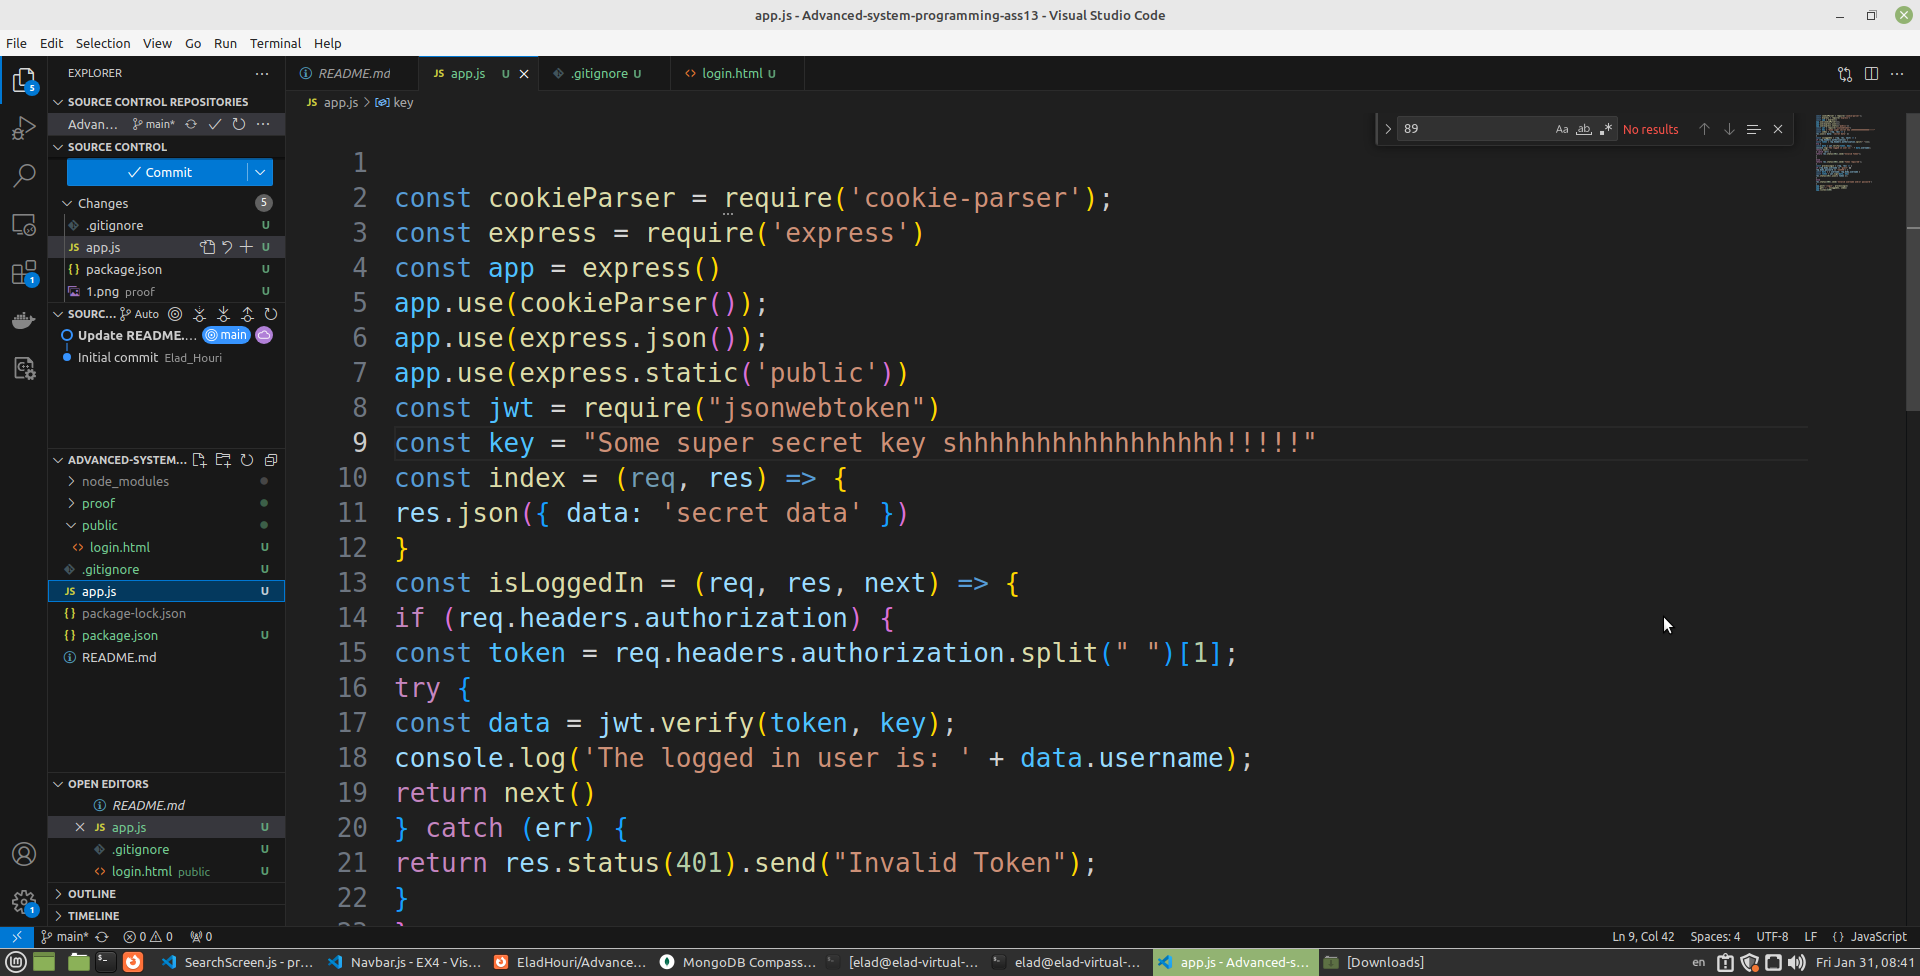 app.js - Advanced-system-programming-ass13 - Visual Studio Code
File Edit Selection View Go Run Terminal Help
EXPLORER
SOURCE CONTROL REPOSITORIES
Advan... main*
SOURCE CONTROL
Commit
Changes 5
.gitignore U
app.js U
package.json U
1.png proof U
SOURC... Auto
Update README.... main
Initial commit Elad_Houri
ADVANCED-SYSTEM...
node_modules
proof
public
login.html U
.gitignore U
app.js U
package-lock.json
package.json U
README.md
OPEN EDITORS
README.md
app.js U
.gitignore U
login.html public U
OUTLINE
TIMELINE
5
1
1
README.md
JS app.js U
.gitignore U
login.html U
JS app.js > key
89
Aa ab .*
No results
1
2 const cookieParser = require('cookie-parser');
3 const express = require('express')
4 const app = express()
5 app.use(cookieParser());
6 app.use(express.json());
7 app.use(express.static('public'))
8 const jwt = require("jsonwebtoken")
9 const key = "Some super secret key shhhhhhhhhhhhhhhhh!!!!!"
10 const index = (req, res) => {
11 res.json({ data: 'secret data' })
12 }
13 const isLoggedIn = (req, res, next) => {
14 if (req.headers.authorization) {
15 const token = req.headers.authorization.split(" ")[1];
16 try {
17 const data = jwt.verify(token, key);
18 console.log('The logged in user is: ' + data.username);
19 return next()
20 } catch (err) {
21 return res.status(401).send("Invalid Token");
22 }
main* 0 0 0
Ln 9, Col 42 Spaces: 4 UTF-8 LF {} JavaScript
SearchScreen.js - pr...
Navbar.js - EX4 - Vis...
EladHouri/Advance...
MongoDB Compass...
[elad@elad-virtual-...
elad@elad-virtual-...
app.js - Advanced-s...
[Downloads]
en
Fri Jan 31, 08:41